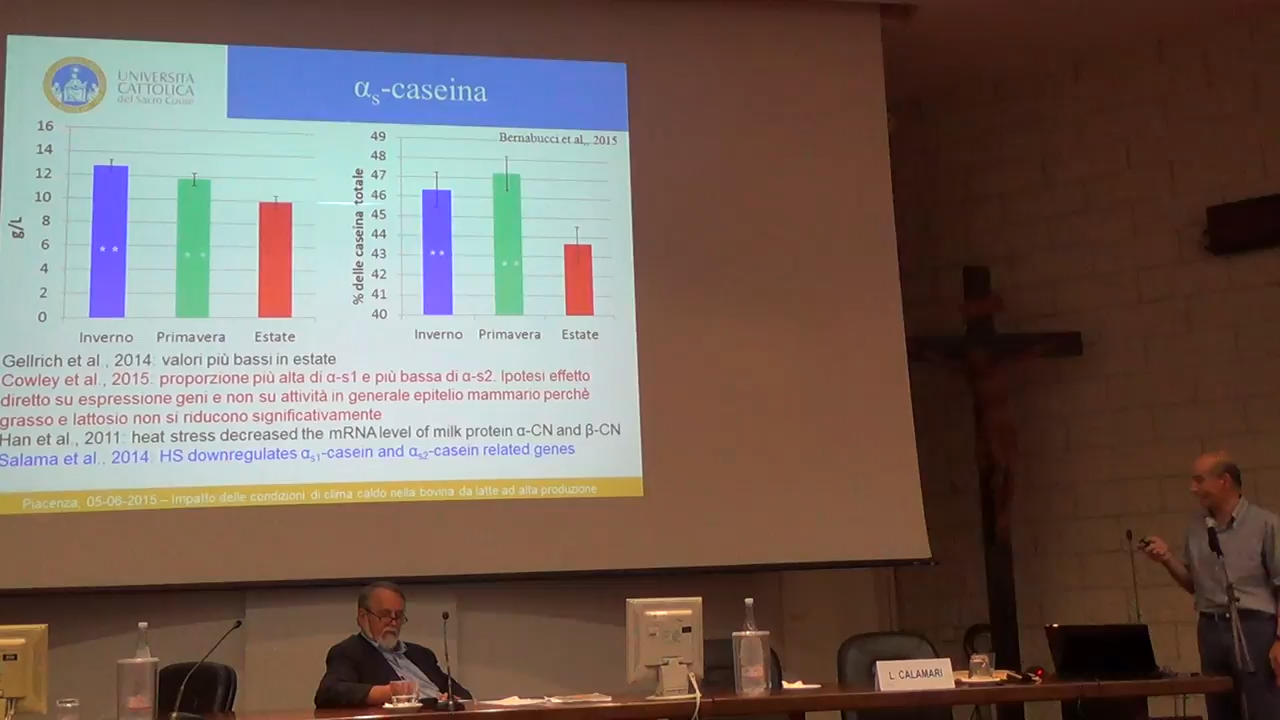 UNIVERSITÀ
CATTOLICA
del Sacro Cuore
αs-caseina
Bernabucci et al., 2015
16
14
12
10
8
6
4
2
0
g/L
* *
* *
Inverno Primavera Estate
49
48
47
46
45
44
43
42
41
40
% delle caseina totale
* *
* *
Inverno Primavera Estate
Gellrich et al., 2014: valori più bassi in estate
Cowley et al., 2015: proporzione più alta di α-s1 e più bassa di α-s2. Ipotesi effetto
diretto su espressione geni e non su attività in generale epitelio mammario perchè
grasso e lattosio non si riducono significativamente
Han et al., 2011: heat stress decreased the mRNA level of milk protein α-CN and β-CN
Salama et al., 2014: HS downregulates αs1-casein and αs2-casein related genes
Piacenza, 05-06-2015 – Impatto delle condizioni di clima caldo nella bovina da latte ad alta produzione
L. CALAMARI